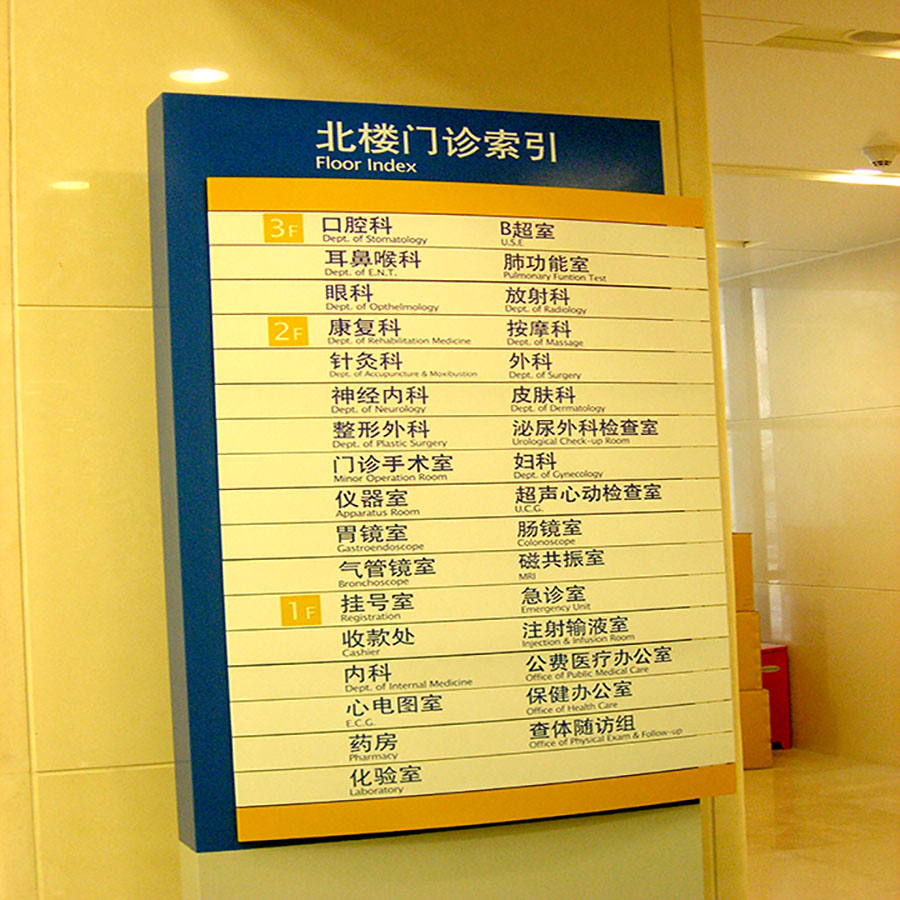 北楼门诊索引
Floor Index
3F 口腔科 B超室
Dept. of Stomatology U.S.E
耳鼻喉科 肺功能室
Dept. of E.N.T. Pulmonary Funtion Test
眼科 放射科
Dept. of Opthelmology Dept. of Radiology
2F 康复科 按摩科
Dept. of Rehabilitation Medicine Dept. of Massage
针灸科 外科
Dept. of Accupuncture & Moxibustion Dept. of Surgery
神经内科 皮肤科
Dept. of Neurology Dept. of Dermatology
整形外科 泌尿外科检查室
Dept. of Plastic Surgery Urological Check-up Room
门诊手术室 妇科
Minor Operation Room Dept. of Gynecology
仪器室 超声心动检查室
Apparatus Room U.C.G.
胃镜室 肠镜室
Gastroendoscope Colonoscope
气管镜室 磁共振室
Bronchoscope MRI
1F 挂号室 急诊室
Registration Emergency Unit
收款处 注射输液室
Cashier Injection & Infusion Room
内科 公费医疗办公室
Dept. of Internal Medicine Office of Public Medical Care
心电图室 保健办公室
E.C.G. Office of Health Care
药房 查体随访组
Pharmacy Office of Physical Exam & Follow-up
化验室
Laboratory